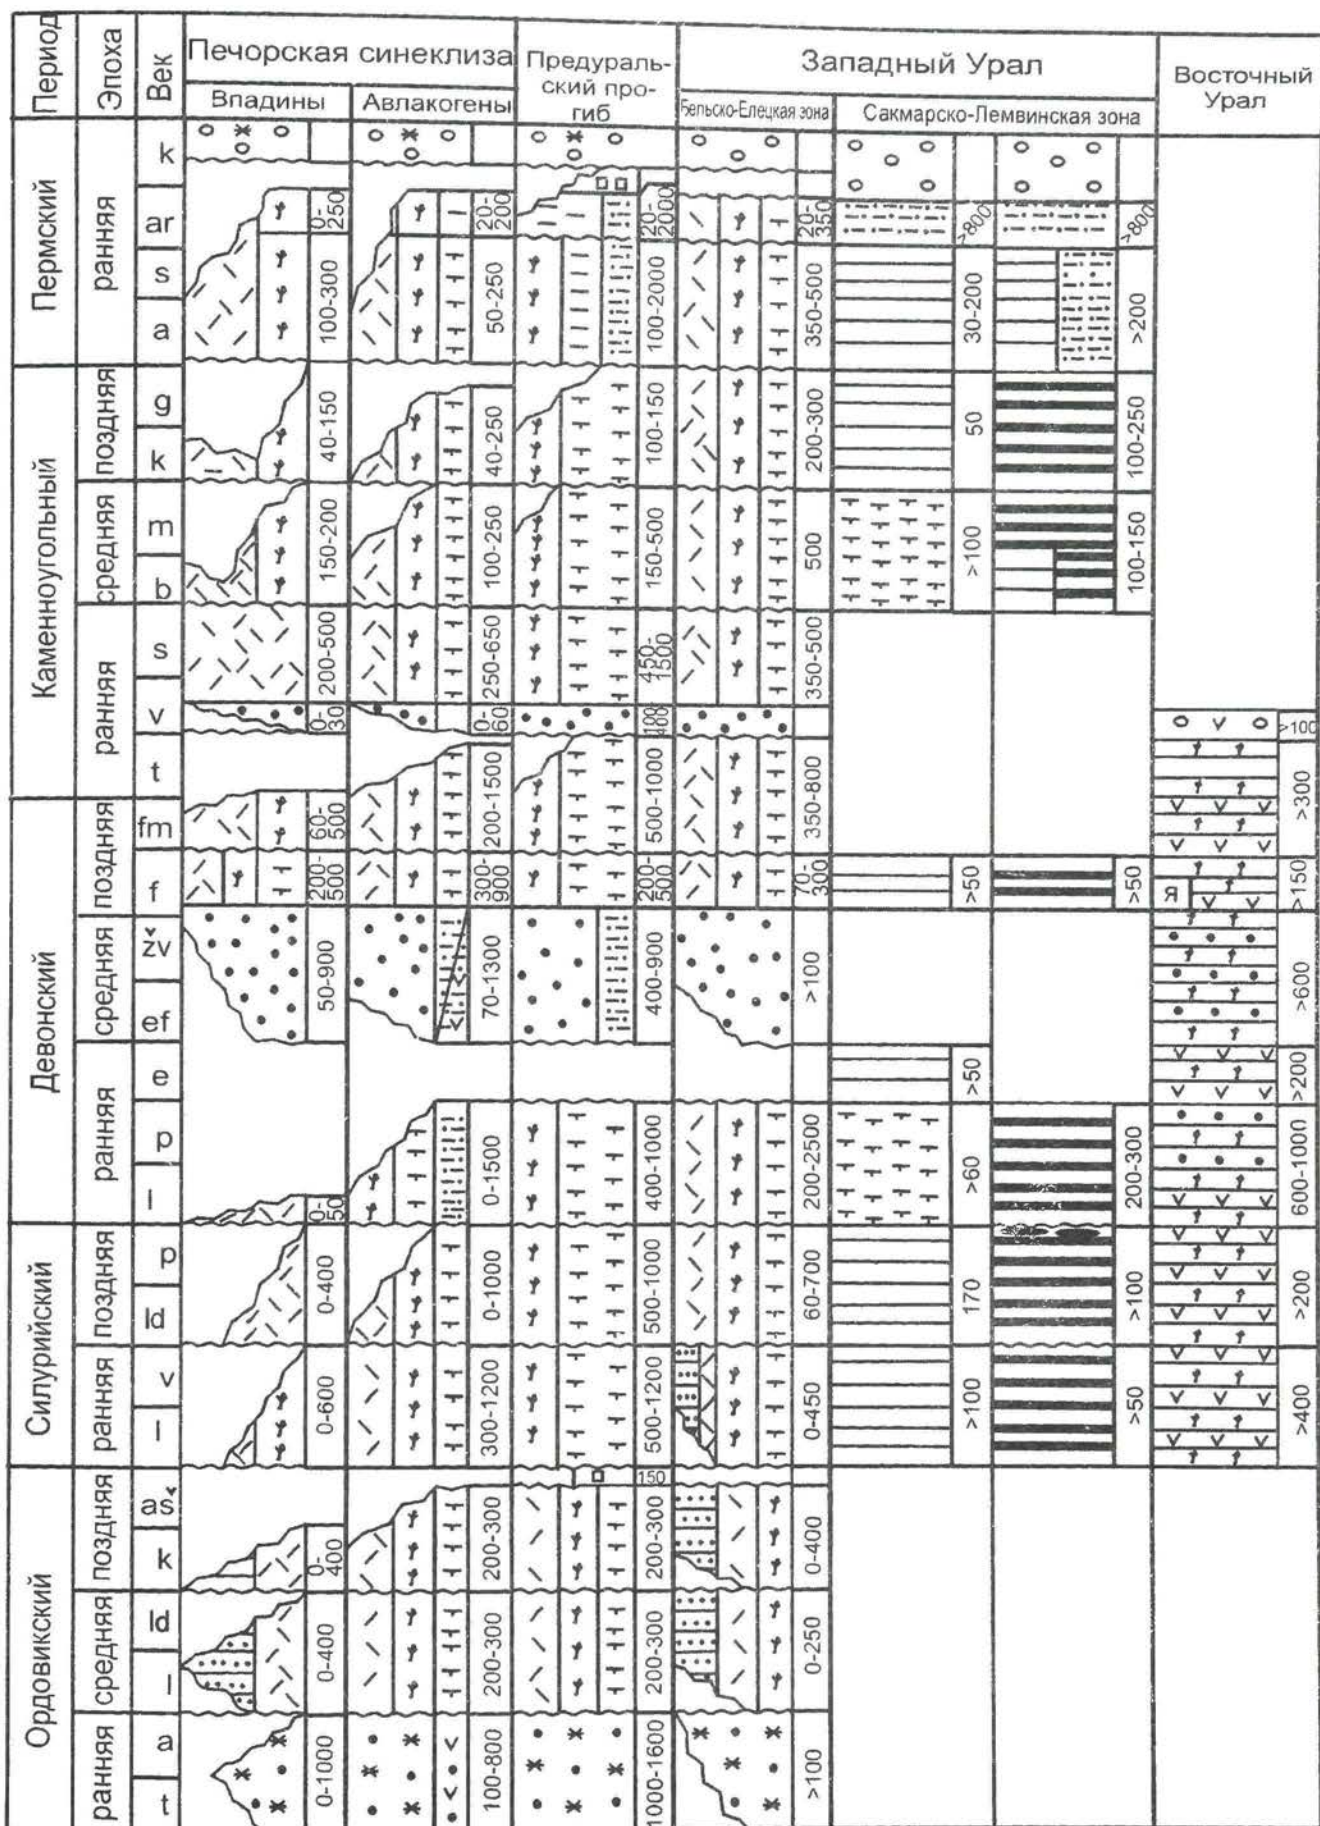 Период
Эпоха
Век
Печорская синеклиза
Впадины
Авлакогены
Предураль-
ский про-
гиб
Западный Урал
Бельско-Елецкая зона
Сакмарско-Лемвинская зона
Восточный
Урал
Пермский
ранняя
k
ar
0-250
20-200
20-2000
20-350
>800
>800
s
a
100-300
50-250
100-2000
350-500
30-200
>200
Каменноугольный
поздняя
g
k
40-150
40-250
100-150
200-300
50
100-250
средняя
m
b
150-200
100-250
150-500
500
>100
100-150
ранняя
s
200-500
250-650
450-1500
350-500
v
0-30
0-60
100-400
>100
t
200-1500
500-1000
350-800
>300
Девонский
поздняя
fm
60-500
f
200-500
300-900
200-500
70-300
>50
>50
Я
>150
средняя
žv
ef
50-900
70-1300
400-900
>100
>600
ранняя
e
>50
>200
p
l
0-50
0-1500
400-1000
200-2500
>60
200-300
600-1000
Силурийский
поздняя
p
ld
0-400
0-1000
500-1000
60-700
170
>100
>200
ранняя
v
l
0-600
300-1200
500-1200
0-450
>100
>50
>400
Ордовикский
поздняя
150
aš
k
0-400
200-300
200-300
0-400
средняя
ld
l
0-400
200-300
200-300
0-250
ранняя
a
t
0-1000
100-800
1000-1600
>100